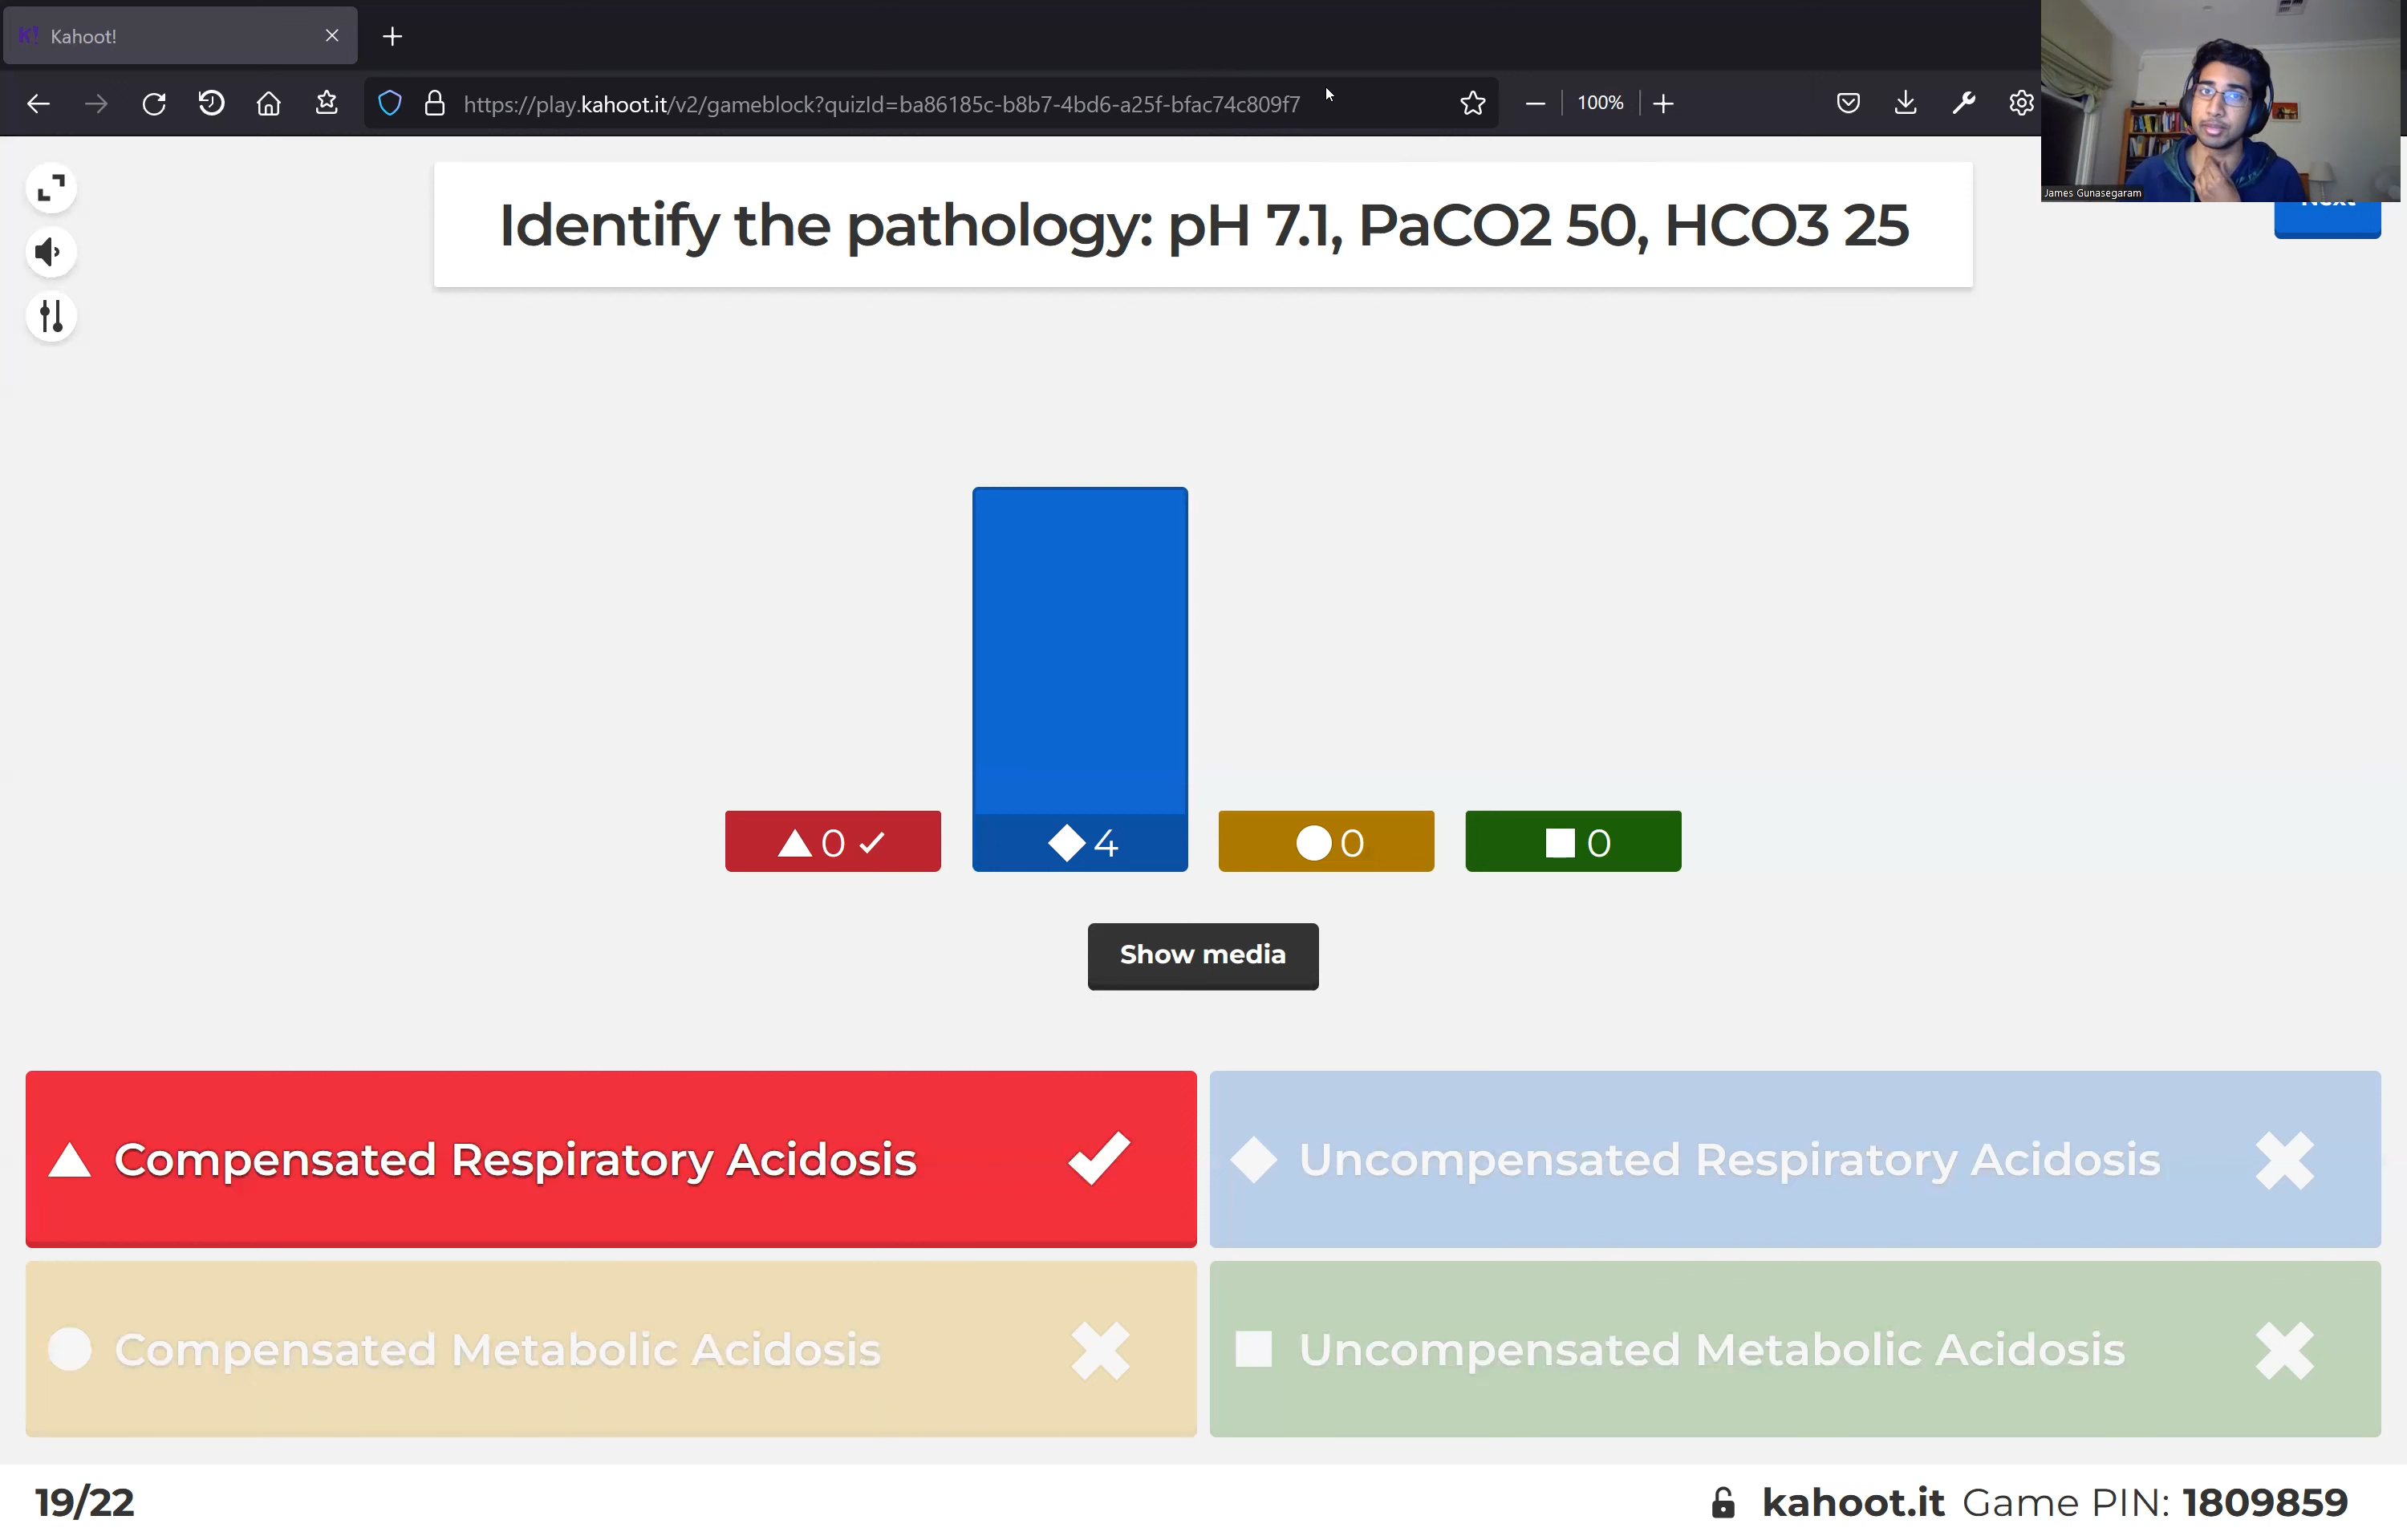 Kahoot!
https://play.kahoot.it/v2/gameblock?quizId=ba86185c-b8b7-4bd6-a25f-bfac74c809f7
100%
James Gunasegaram
Identify the pathology: pH 7.1, PaCO2 50, HCO3 25
Next
0
4
0
0
Show media
Compensated Respiratory Acidosis
Uncompensated Respiratory Acidosis
Compensated Metabolic Acidosis
Uncompensated Metabolic Acidosis
19/22
kahoot.it Game PIN: 1809859